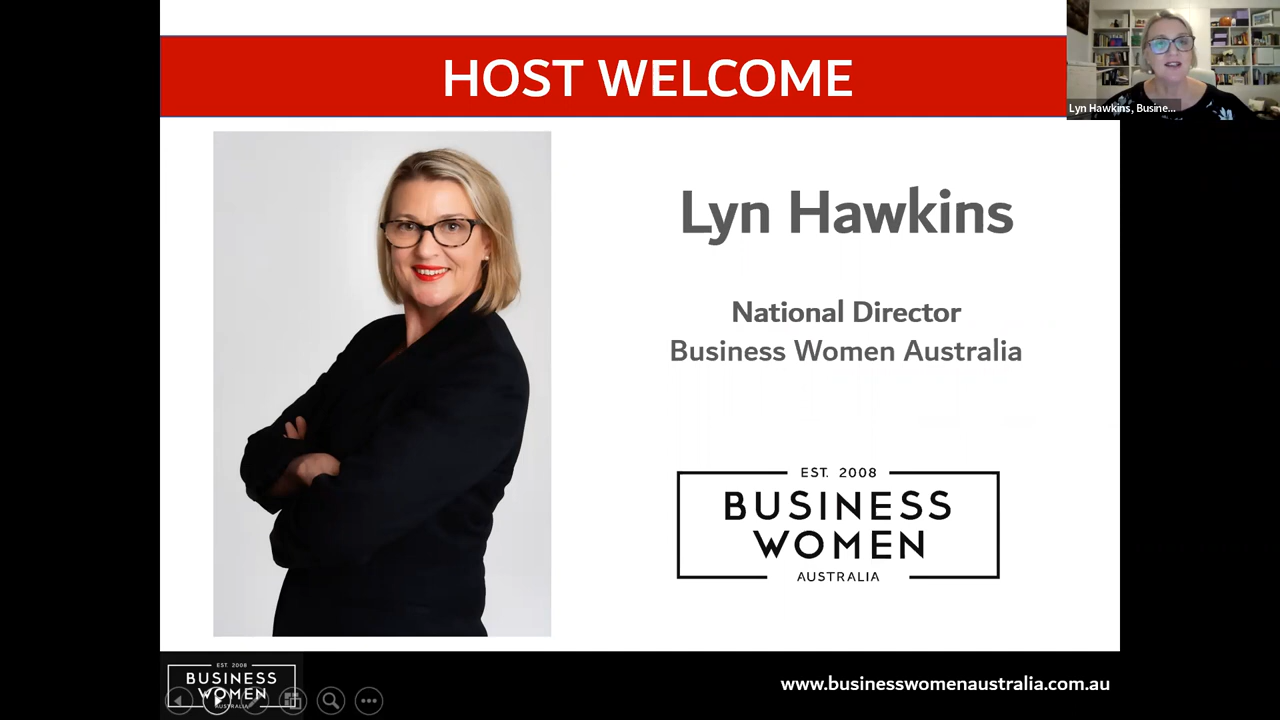 HOST WELCOME
Lyn Hawkins, Busine...
Lyn Hawkins
National Director
Business Women Australia
EST. 2008
BUSINESS
WOMEN
AUSTRALIA
EST. 2008
BUSINESS
WOMEN
AUSTRALIA
www.businesswomenaustralia.com.au